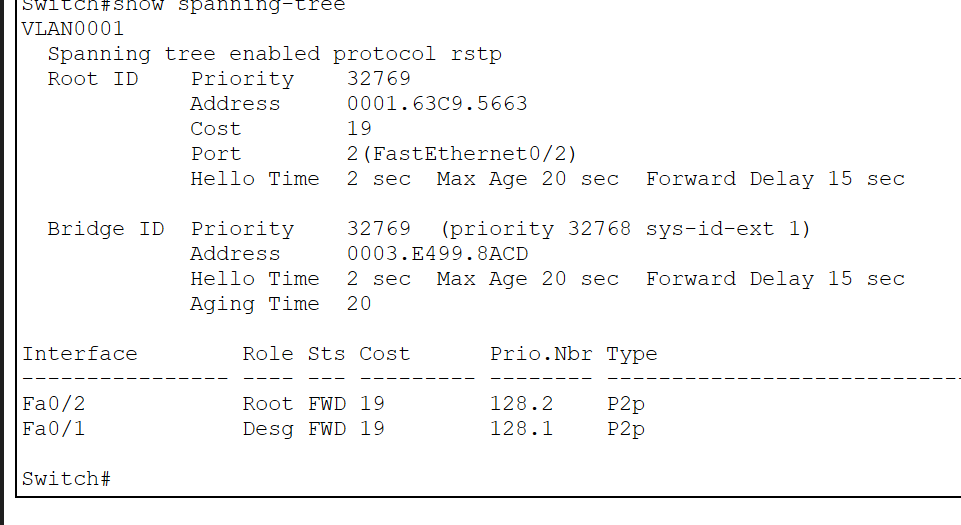 Switch#show spanning-tree
VLAN0001
  Spanning tree enabled protocol rstp
  Root ID    Priority    32769
             Address     0001.63C9.5663
             Cost        19
             Port        2(FastEthernet0/2)
             Hello Time  2 sec  Max Age 20 sec  Forward Delay 15 sec

  Bridge ID  Priority    32769  (priority 32768 sys-id-ext 1)
             Address     0003.E499.8ACD
             Hello Time  2 sec  Max Age 20 sec  Forward Delay 15 sec
             Aging Time  20

Interface        Role Sts Cost      Prio.Nbr Type
---------------- ---- --- --------- -------- ----------------------------
Fa0/2            Root FWD 19        128.2    P2p
Fa0/1            Desg FWD 19        128.1    P2p

Switch#